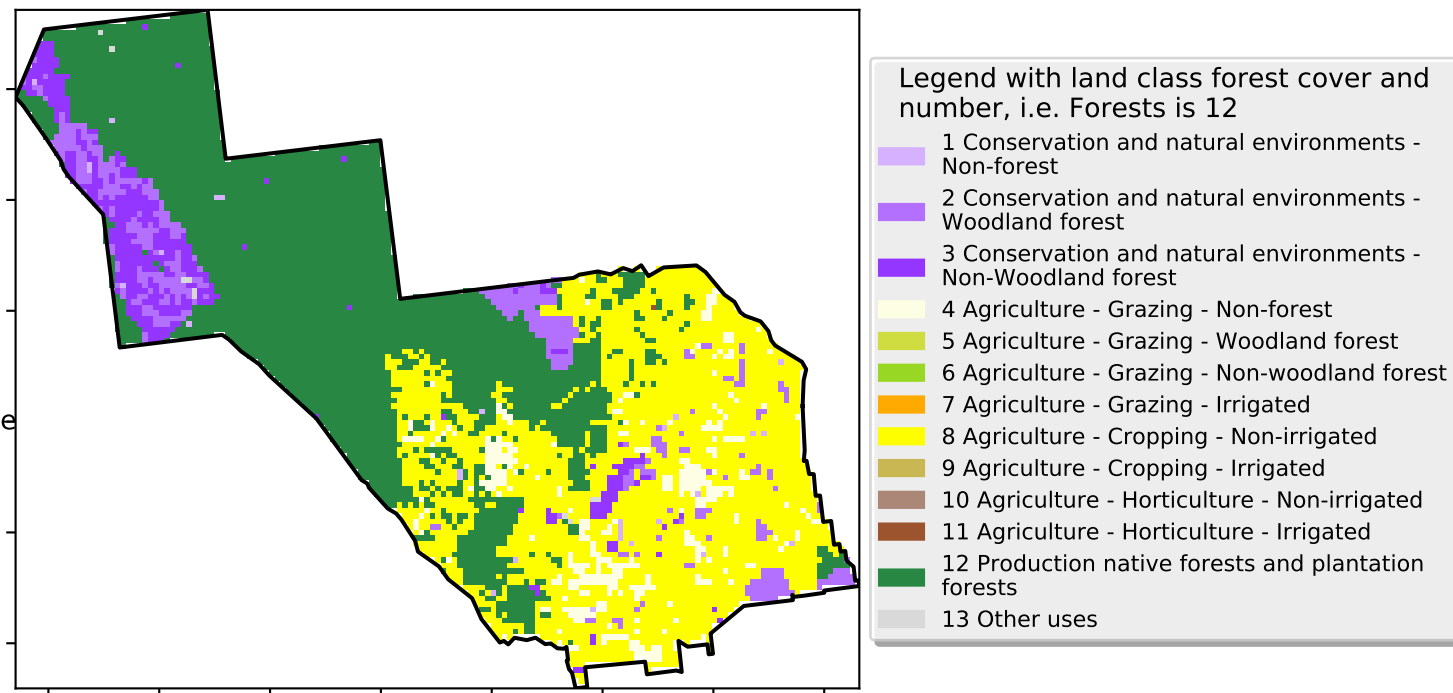 e
Legend with land class forest cover and
number, i.e. Forests is 12
1 Conservation and natural environments -
Non-forest
2 Conservation and natural environments -
Woodland forest
3 Conservation and natural environments -
Non-Woodland forest
4 Agriculture - Grazing - Non-forest
5 Agriculture - Grazing - Woodland forest
6 Agriculture - Grazing - Non-woodland forest
7 Agriculture - Grazing - Irrigated
8 Agriculture - Cropping - Non-irrigated
9 Agriculture - Cropping - Irrigated
10 Agriculture - Horticulture - Non-irrigated
11 Agriculture - Horticulture - Irrigated
12 Production native forests and plantation
forests
13 Other uses